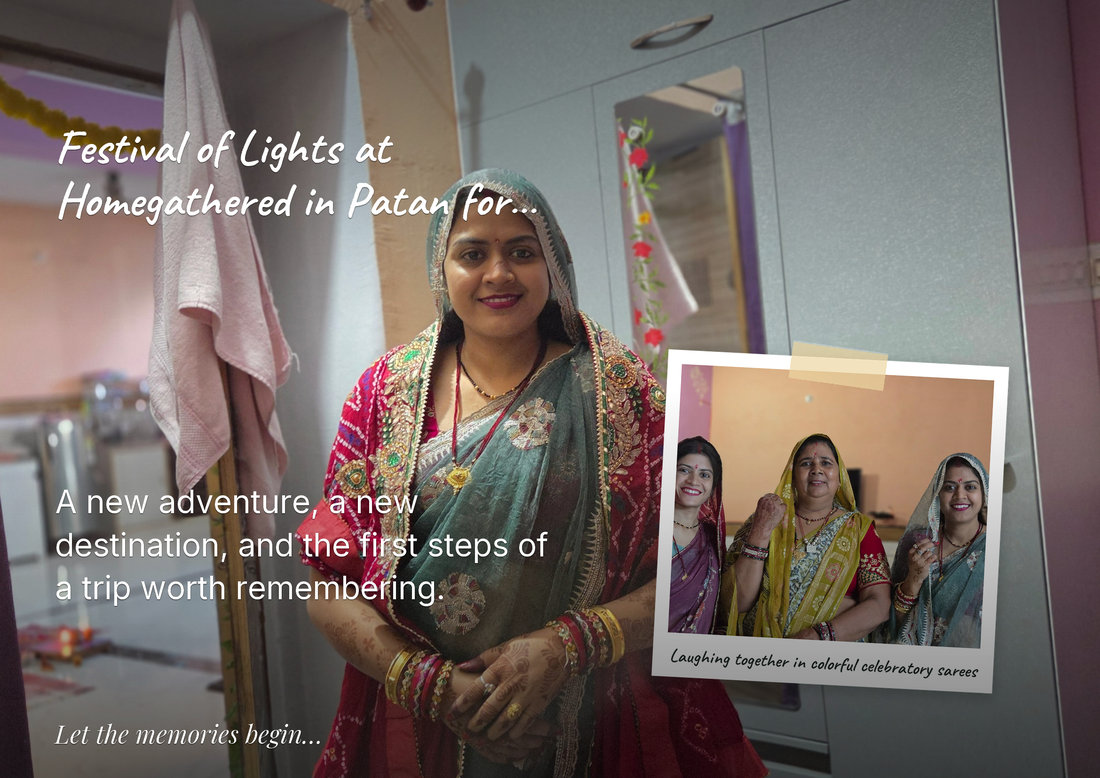 Festival of Lights at
Homegathered in Patan for...
A new adventure, a new
destination, and the first steps of
a trip worth remembering.
Laughing together in colorful celebratory sarees
Let the memories begin...